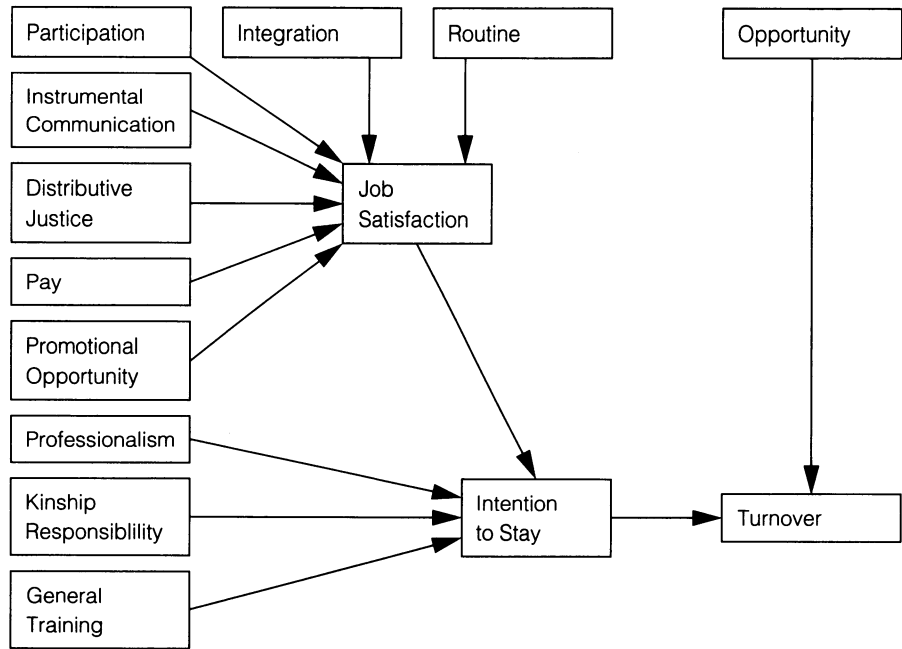 Participation
Integration
Routine
Opportunity
Instrumental
Communication
Distributive
Justice
Job
Satisfaction
Pay
Promotional
Opportunity
Professionalism
Kinship
Responsiblility
Intention
to Stay
Turnover
General
Training